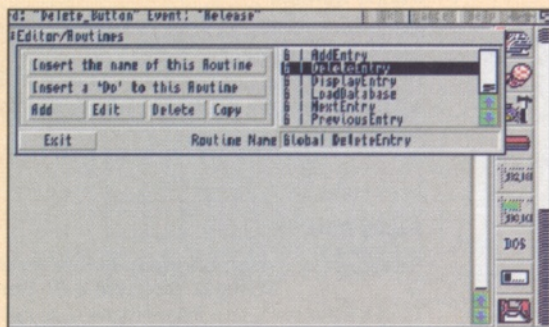 d: "Delete_Button" Event: "Release"
Editor/Routines
Insert the name of this Routine
Insert a 'Do' to this Routine
Add Edit Delete Copy
Exit
G | AddEntry
G | DeleteEntry
G | DisplayEntry
G | LoadDatabase
G | NextEntry
G | PreviousEntry
Routine Name Global DeleteEntry
DOS